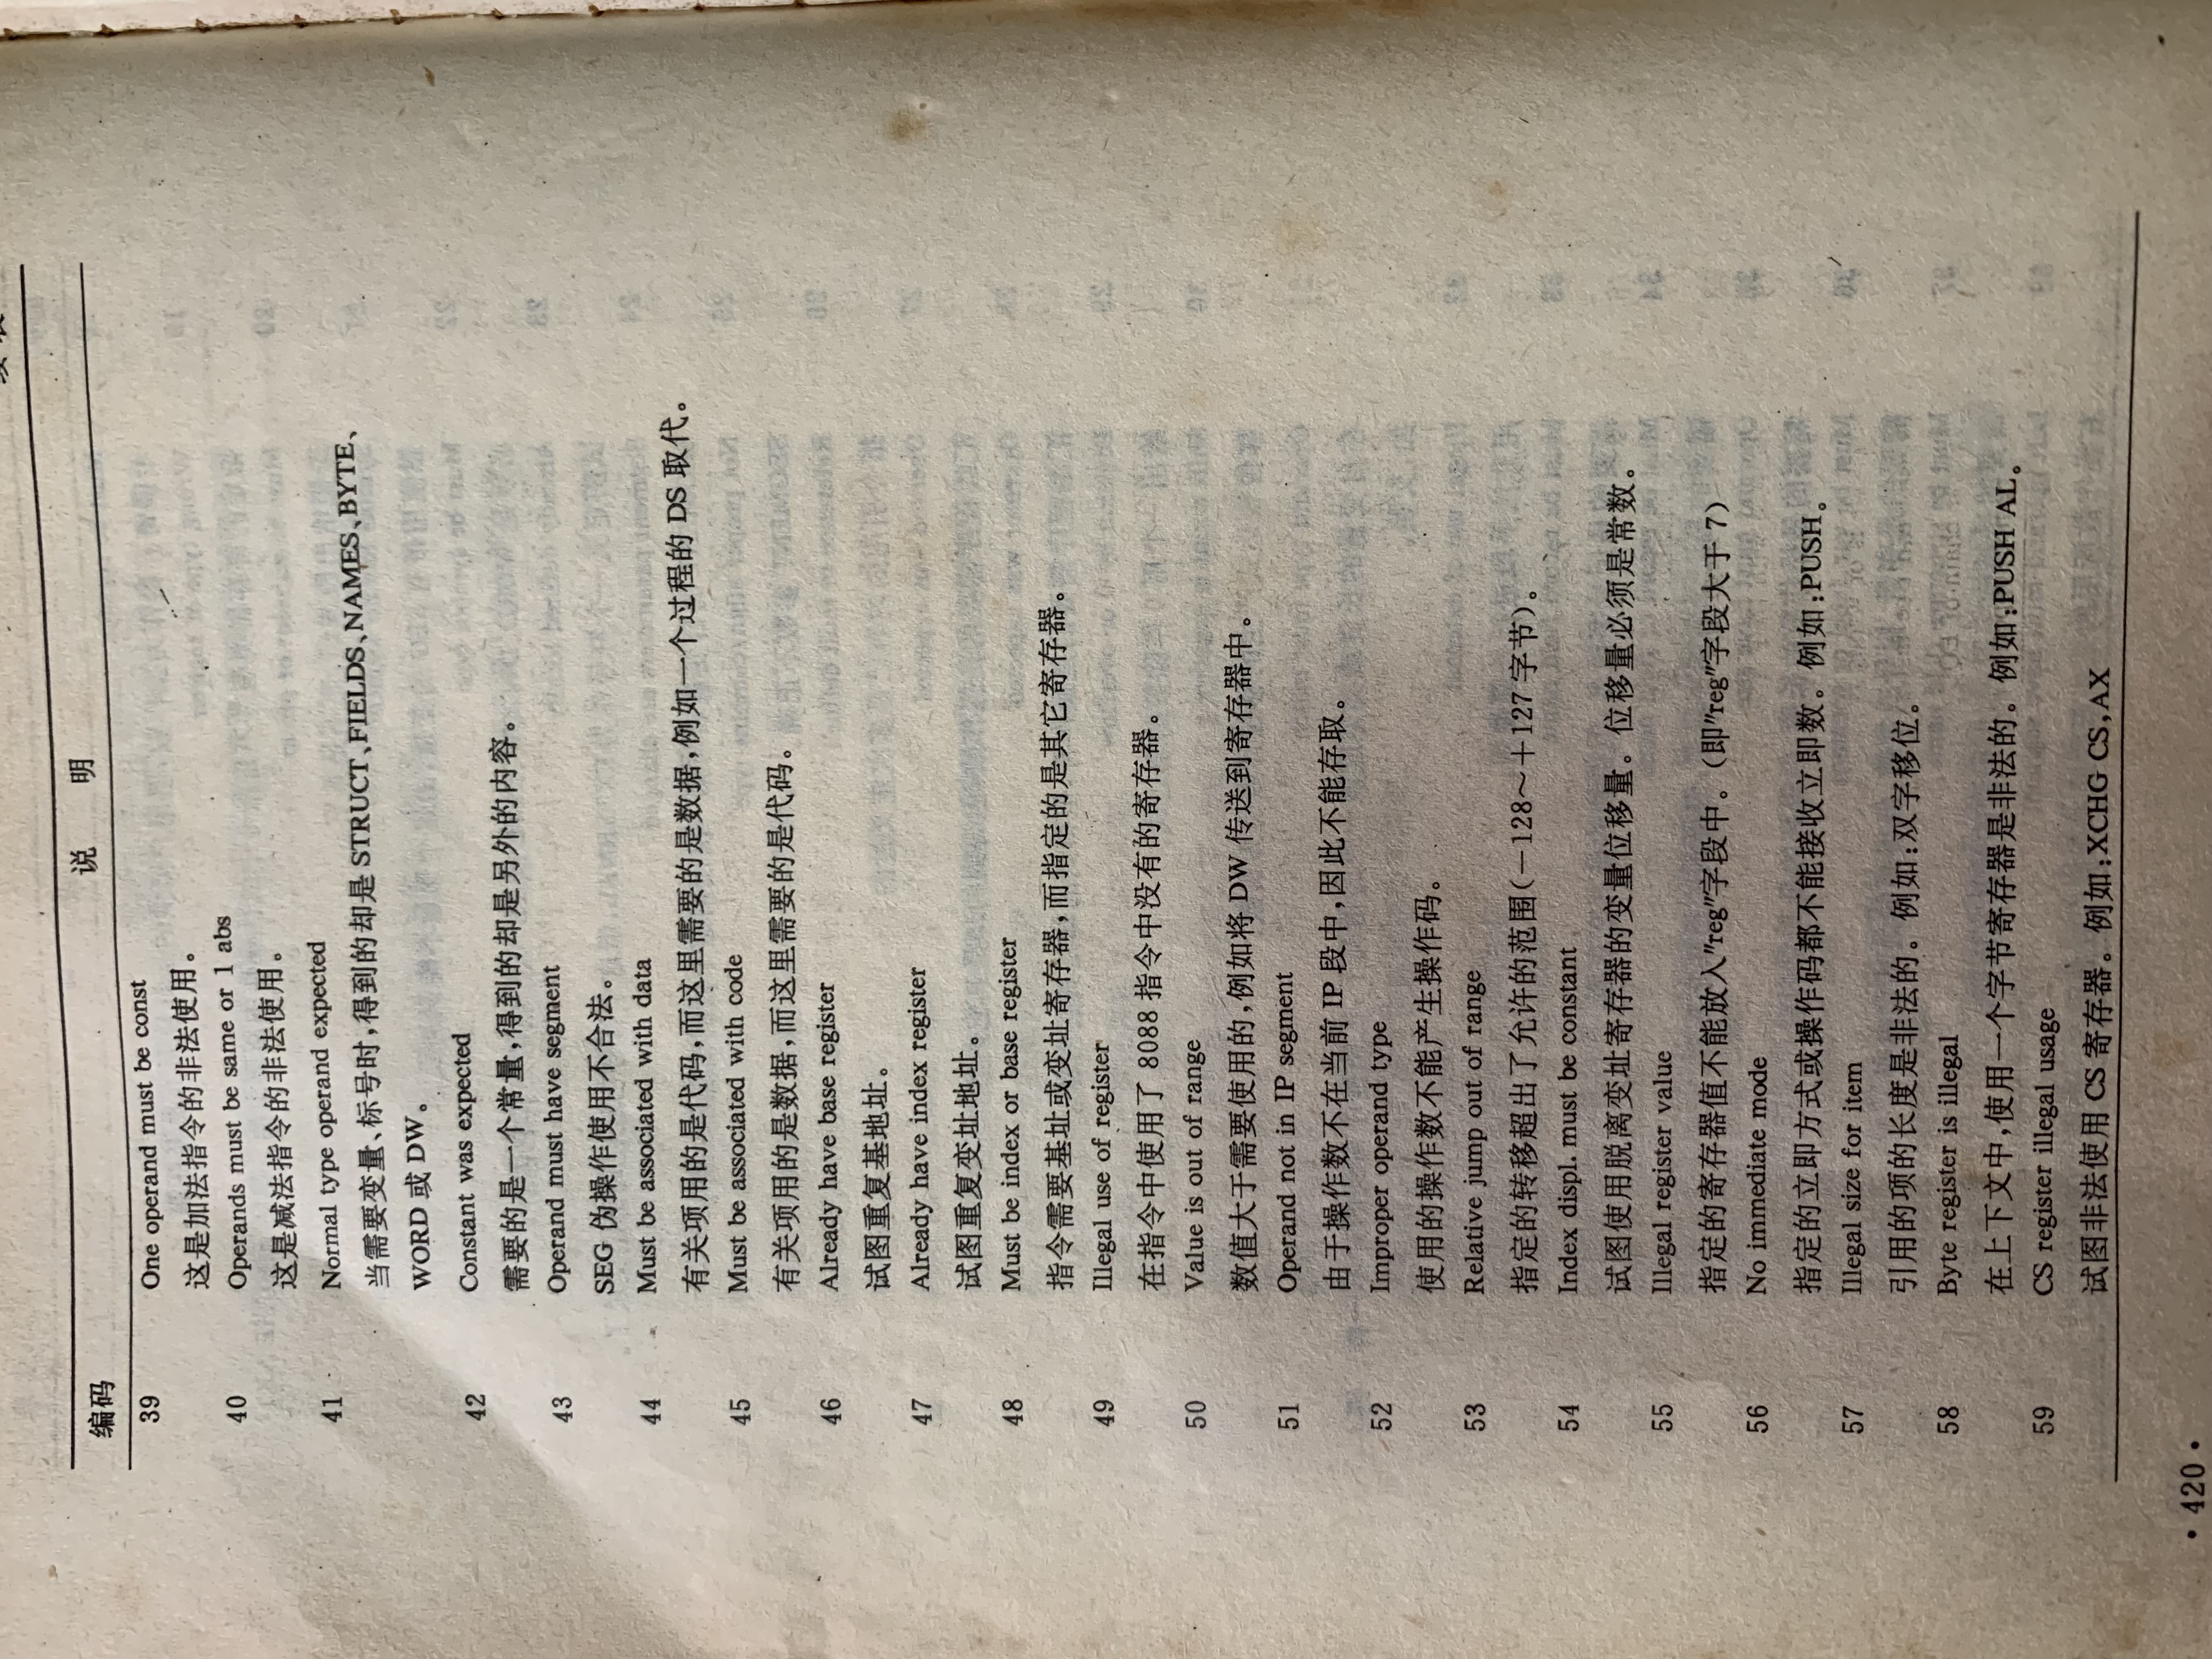 续表
编码 说 明
39 One operand must be const
这是加法指令的非法使用。
40 Operands must be same or 1 abs
这是减法指令的非法使用。
41 Normal type operand expected
当需要变量、标号时,得到的却是 STRUCT、FIELDS、NAMES、BYTE、
WORD 或 DW。
42 Constant was expected
需要的是一个常量,得到的却是另外的内容。
43 Operand must have segment
SEG 伪操作使用不合法。
44 Must be associated with data
有关项用的是代码,而这里需要的是数据,例如一个过程的 DS 取代。
45 Must be associated with code
有关项用的是数据,而这里需要的是代码。
46 Already have base register
试图重复基地址。
47 Already have index register
试图重复变址地址。
48 Must be index or base register
指令需要基址或变址寄存器,而指定的是其它寄存器。
49 Illegal use of register
在指令中使用了 8088 指令中没有的寄存器。
50 Value is out of range
数值大于需要使用的,例如将 DW 传送到寄存器中。
51 Operand not in IP segment
由于操作数不在当前 IP 段中,因此不能存取。
52 Improper operand type
使用的操作数不能产生操作码。
53 Relative jump out of range
指定的转移超出了允许的范围(-128～+127 字节)。
54 Index displ. must be constant
试图使用脱离变址寄存器的变量位移量。位移量必须是常数。
55 Illegal register value
指定的寄存器值不能放入"reg"字段中。(即"reg"字段大于 7)
56 No immediate mode
指定的立即方式或操作码都不能接收立即数。例如:PUSH。
57 Illegal size for item
引用的项的长度是非法的。例如:双字移位。
58 Byte register is illegal
在上下文中,使用一个字节寄存器是非法的。例如:PUSH AL。
59 CS register illegal usage
试图非法使用 CS 寄存器。例如:XCHG CS,AX
• 420 •